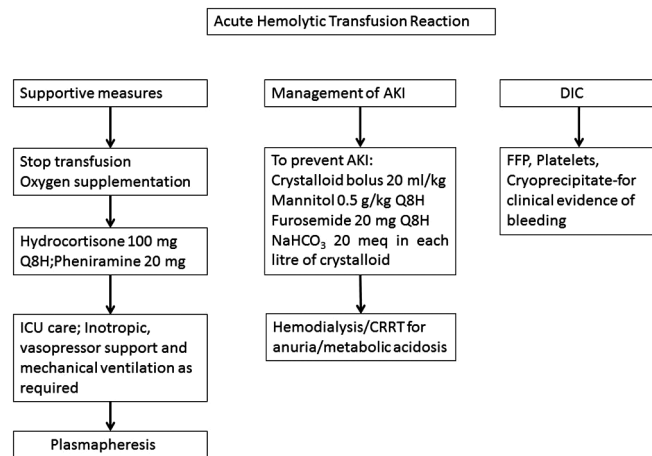 Acute Hemolytic Transfusion Reaction
Supportive measures
Stop transfusion
Oxygen supplementation
Hydrocortisone 100 mg
Q8H;Pheniramine 20 mg
ICU care; Inotropic,
vasopressor support and
mechanical ventilation as
required
Plasmapheresis
Management of AKI
To prevent AKI:
Crystalloid bolus 20 ml/kg
Mannitol 0.5 g/kg Q8H
Furosemide 20 mg Q8H
NaHCO₃ 20 meq in each
litre of crystalloid
Hemodialysis/CRRT for
anuria/metabolic acidosis
DIC
FFP, Platelets,
Cryoprecipitate-for
clinical evidence of
bleeding